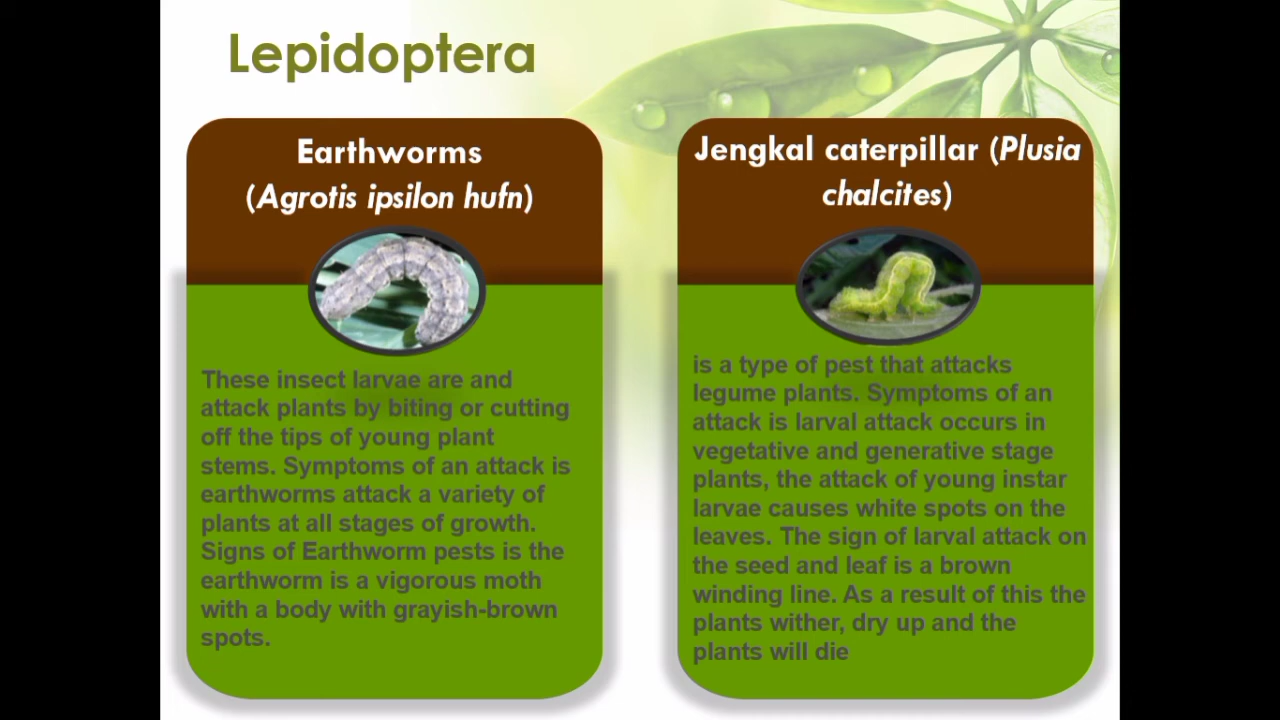 Lepidoptera
Earthworms
(Agrotis ipsilon hufn)
These insect larvae are and
attack plants by biting or cutting
off the tips of young plant
stems. Symptoms of an attack is
earthworms attack a variety of
plants at all stages of growth.
Signs of Earthworm pests is the
earthworm is a vigorous moth
with a body with grayish-brown
spots.
Jengkal caterpillar (Plusia
chalcites)
is a type of pest that attacks
legume plants. Symptoms of an
attack is larval attack occurs in
vegetative and generative stage
plants, the attack of young instar
larvae causes white spots on the
leaves. The sign of larval attack on
the seed and leaf is a brown
winding line. As a result of this the
plants wither, dry up and the
plants will die